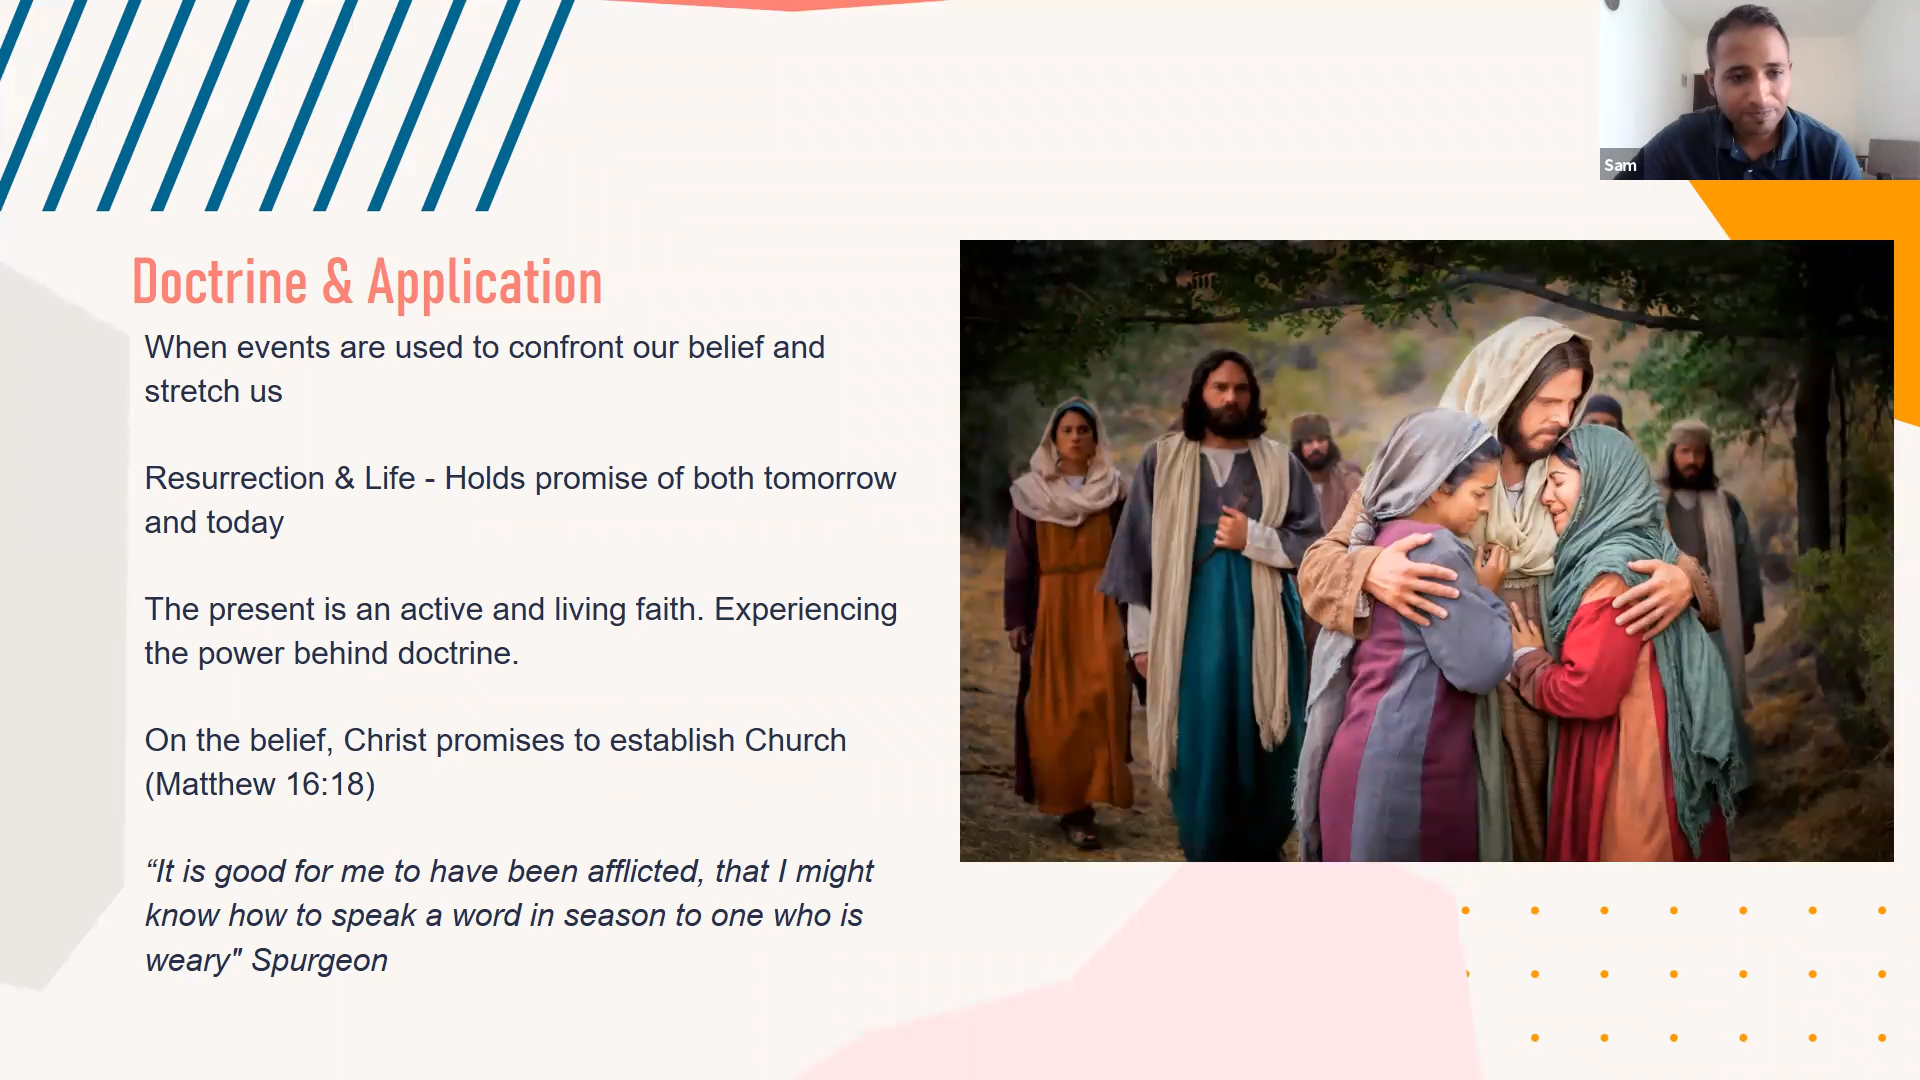 Sam
Doctrine & Application
When events are used to confront our belief and
stretch us
Resurrection & Life - Holds promise of both tomorrow
and today
The present is an active and living faith. Experiencing
the power behind doctrine.
On the belief, Christ promises to establish Church
(Matthew 16:18)
“It is good for me to have been afflicted, that I might
know how to speak a word in season to one who is
weary" Spurgeon